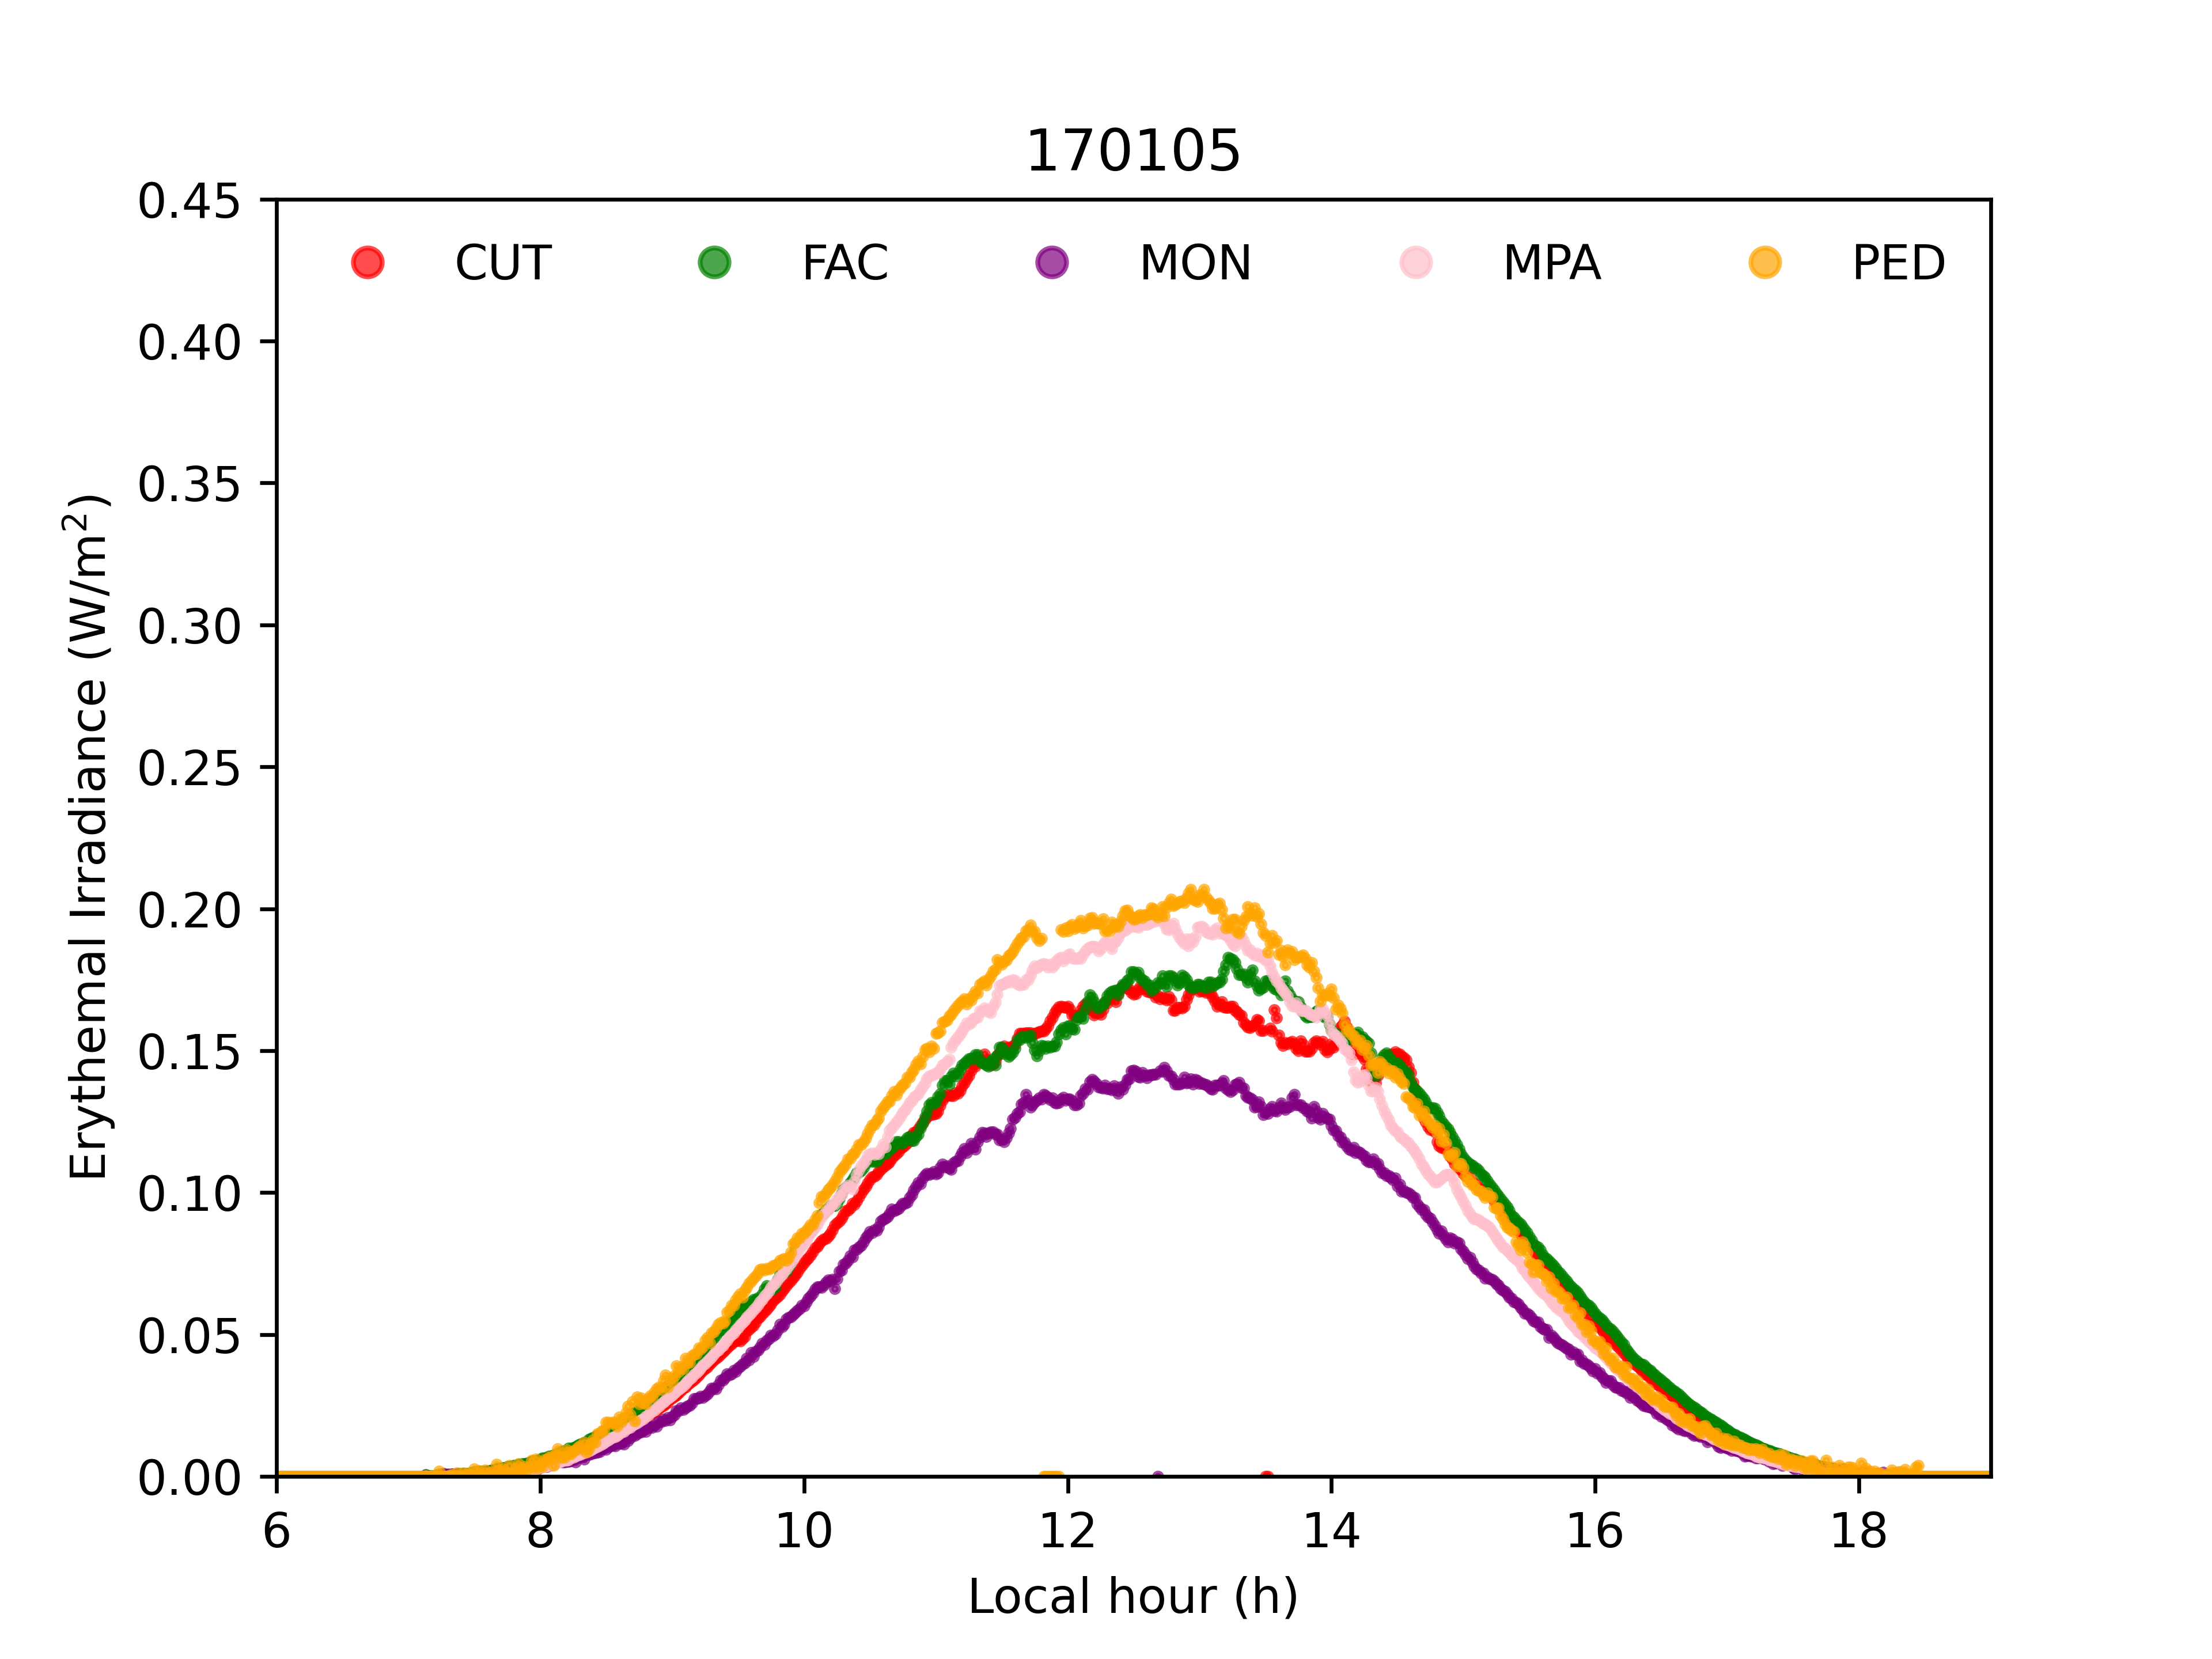 170105
0.45
CUT FAC MON MPA PED
0.40
0.35
0.30
0.25
0.20
0.15
0.10
0.05
0.00
Erythemal Irradiance (W/m²)
6 8 10 12 14 16 18
Local hour (h)